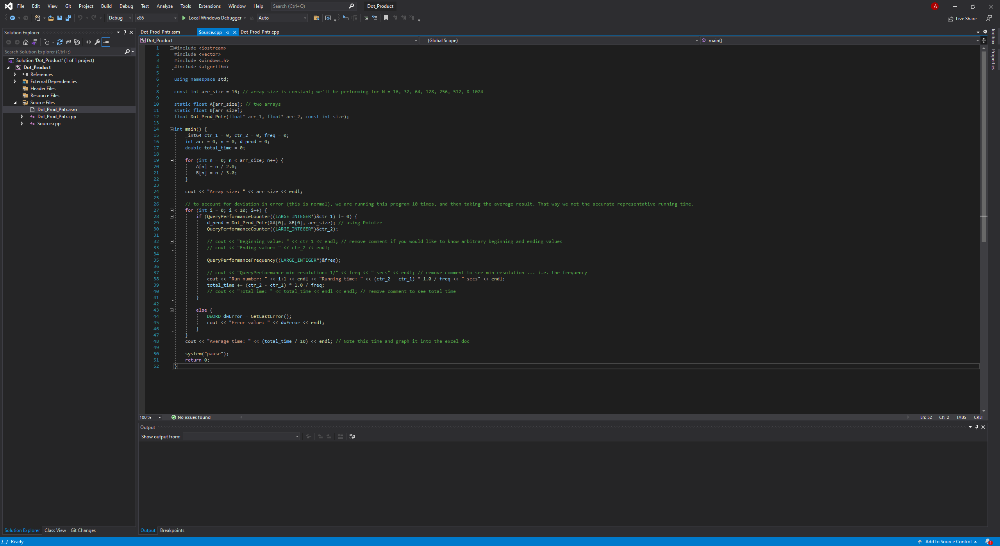 File Edit View Git Project Build Debug Test Analyze Tools Extensions Window Help Search (Ctrl+Q) Dot_Product IA
Debug x86 Local Windows Debugger Auto Live Share
Solution Explorer
Search Solution Explorer (Ctrl+;)
Solution 'Dot_Product' (1 of 1 project)
Dot_Product
References
External Dependencies
Header Files
Resource Files
Source Files
Dot_Prod_Pntr.asm
Dot_Prod_Pntr.cpp
Source.cpp
Solution Explorer Class View Git Changes
Dot_Prod_Pntr.asm Source.cpp Dot_Prod_Pntr.cpp
Dot_Product (Global Scope) main()
1 #include <iostream>
2 #include <vector>
3 #include <windows.h>
4 #include <algorithm>
5
6 using namespace std;
7
8 const int arr_size = 16; // array size is constant; we'll be performing for N = 16, 32, 64, 128, 256, 512, & 1024
9
10 static float A[arr_size]; // two arrays
11 static float B[arr_size];
12 float Dot_Prod_Pntr(float* arr_1, float* arr_2, const int size);
13
14 int main() {
15 _int64 ctr_1 = 0, ctr_2 = 0, freq = 0;
16 int acc = 0, n = 0, d_prod = 0;
17 double total_time = 0;
18
19 for (int n = 0; n < arr_size; n++) {
20 A[n] = n / 2.0;
21 B[n] = n / 3.0;
22 }
23
24 cout << "Array size: " << arr_size << endl;
25
26 // to account for deviation in error (this is normal), we are running this program 10 times, and then taking the average result. That way we net the accurate representative running time.
27 for (int i = 0; i < 10; i++) {
28 if (QueryPerformanceCounter((LARGE_INTEGER*)&ctr_1) != 0) {
29 d_prod = Dot_Prod_Pntr(&A[0], &B[0], arr_size); // using Pointer
30 QueryPerformanceCounter((LARGE_INTEGER*)&ctr_2);
31
32 // cout << "Beginning value: " << ctr_1 << endl; // remove comment if you would like to know arbitrary beginning and ending values
33 // cout << "Ending value: " << ctr_2 << endl;
34
35 QueryPerformanceFrequency((LARGE_INTEGER*)&freq);
36
37 // cout << "QueryPerformance min resolution: 1/" << freq << " secs" << endl; // remove comment to see min resolution ... i.e. the frequency
38 cout << "Run number: " << i+1 << endl << "Running time: " << (ctr_2 - ctr_1) * 1.0 / freq << " secs" << endl;
39 total_time += (ctr_2 - ctr_1) * 1.0 / freq;
40 // cout << "TotalTime: " << total_time << endl << endl; // remove comment to see total time
41 }
42
43 else {
44 DWORD dwError = GetLastError();
45 cout << "Error value: " << dwError << endl;
46 }
47 }
48 cout << "Average time: " << (total_time / 10) << endl; // Note this time and graph it into the excel doc
49
50 system("pause");
51 return 0;
52 }
100 % No issues found Ln: 52 Ch: 2 TABS CRLF
Output
Show output from:
Output Breakpoints
Toolbox
Properties
Ready Add to Source Control 1